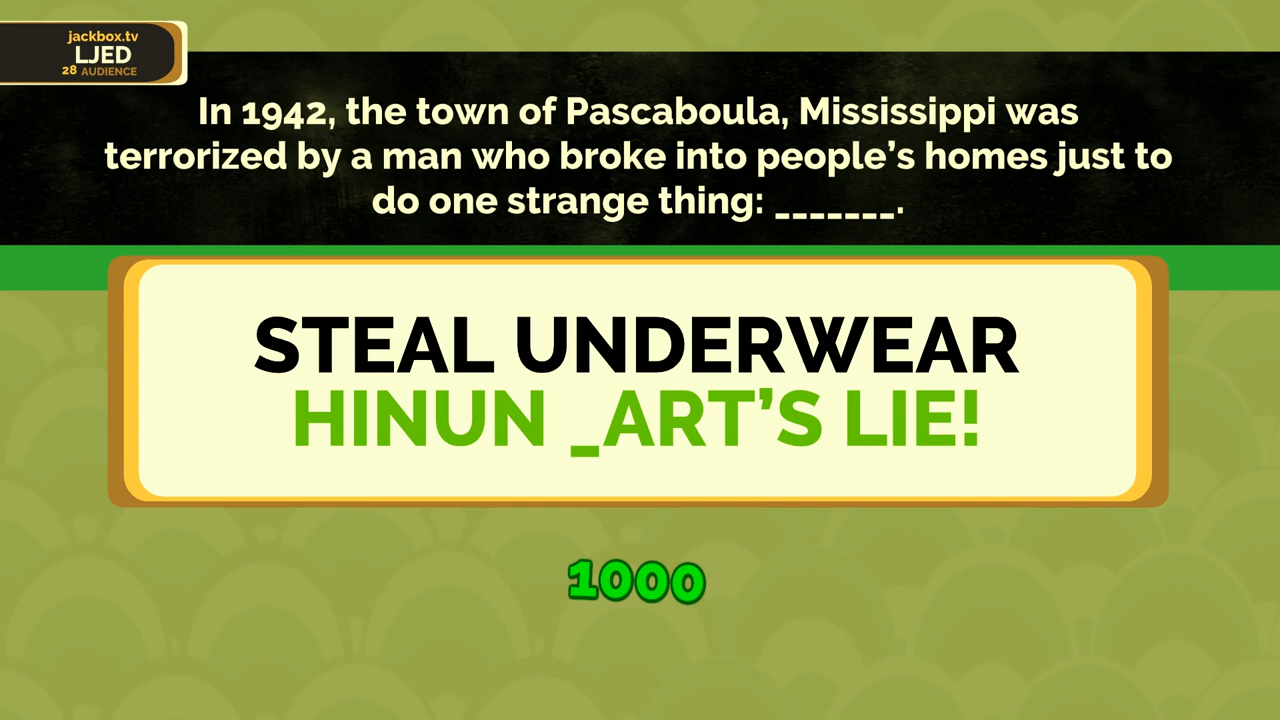 jackbox.tv
LJED
28 AUDIENCE
In 1942, the town of Pascaboula, Mississippi was
terrorized by a man who broke into people’s homes just to
do one strange thing: _______.
STEAL UNDERWEAR
HINUN _ART’S LIE!
1000